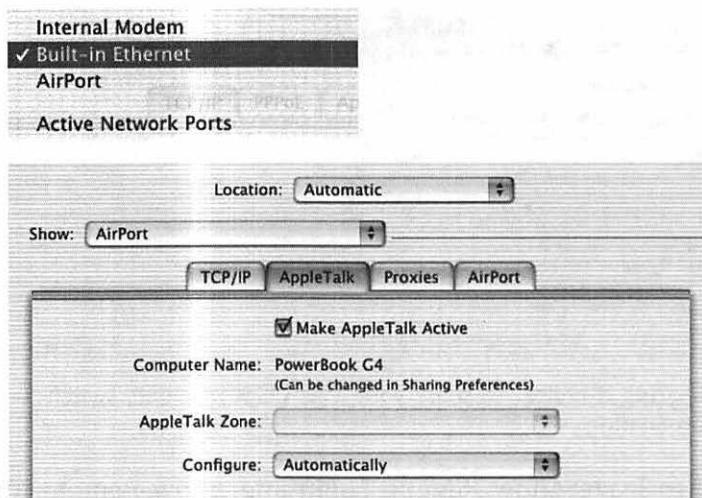 Internal Modem
✓ Built-in Ethernet
AirPort
Active Network Ports
Location: Automatic
Show: AirPort
TCP/IP AppleTalk Proxies AirPort
Make AppleTalk Active
Computer Name: PowerBook G4
(Can be changed in Sharing Preferences)
AppleTalk Zone:
Configure: Automatically